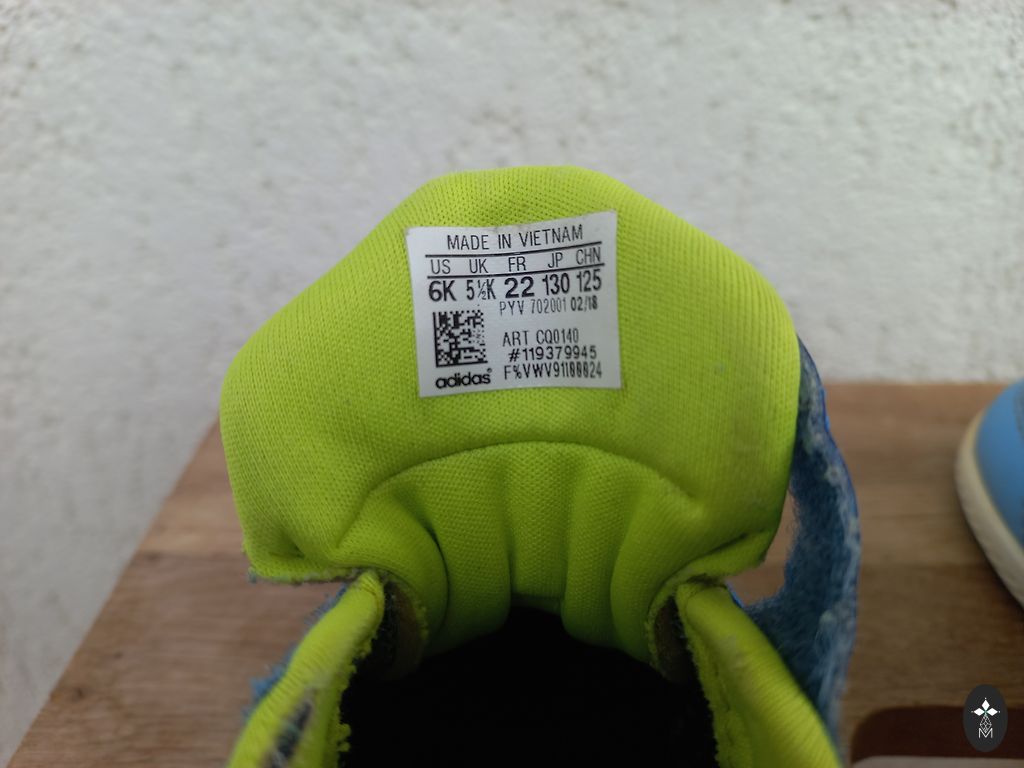 MADE IN VIETNAM
US UK FR JP CHN
6K 5½K 22 130 125
PYV 702001 02/18
ART CQ0140
#119379945
adidas® F%VWV91100024
M